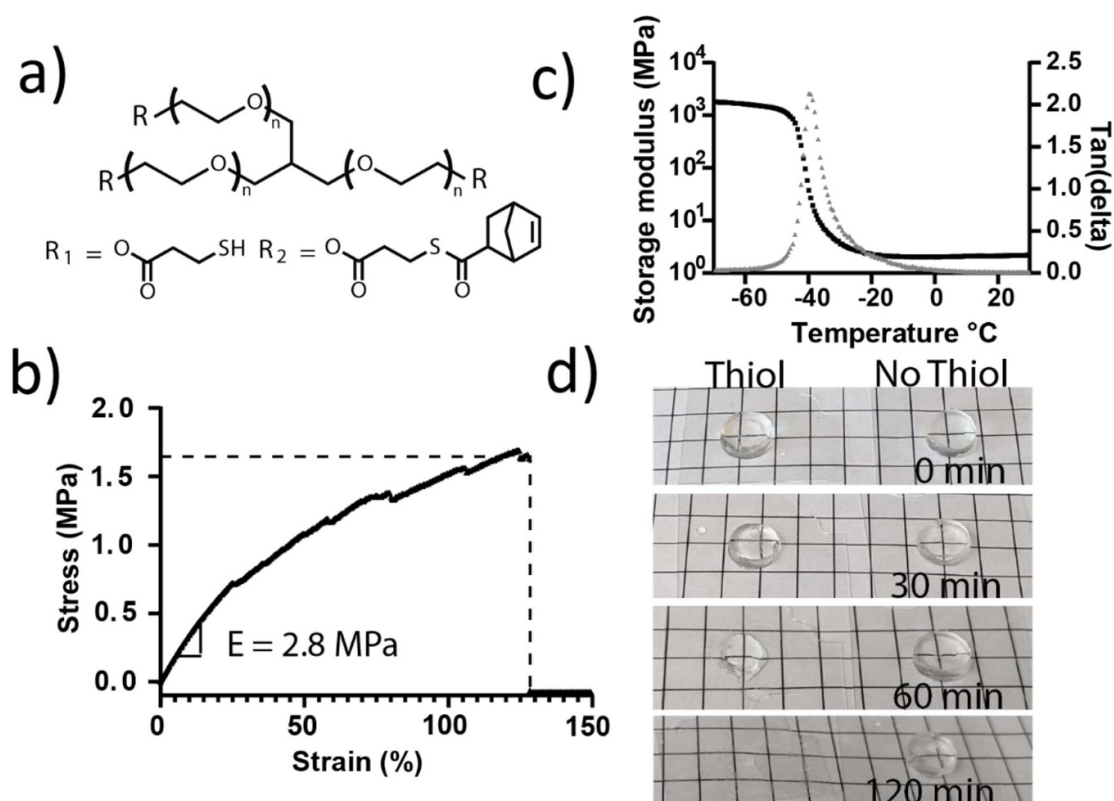 a)
R
O
n
R
O
n
O
n
R
R1 =
O
O
SH
R2 =
O
O
S
O
b)
Stress (MPa)
2.0
1.5
1.0
0.5
0.0
E = 2.8 MPa
0
50
100
150
Strain (%)
c)
Storage modulus (MPa)
10^4
10^3
10^2
10^1
10^0
2.5
2.0
1.5
1.0
0.5
0.0
Tan(delta)
-60
-40
-20
0
20
Temperature °C
d)
Thiol
No Thiol
0 min
30 min
60 min
120 min